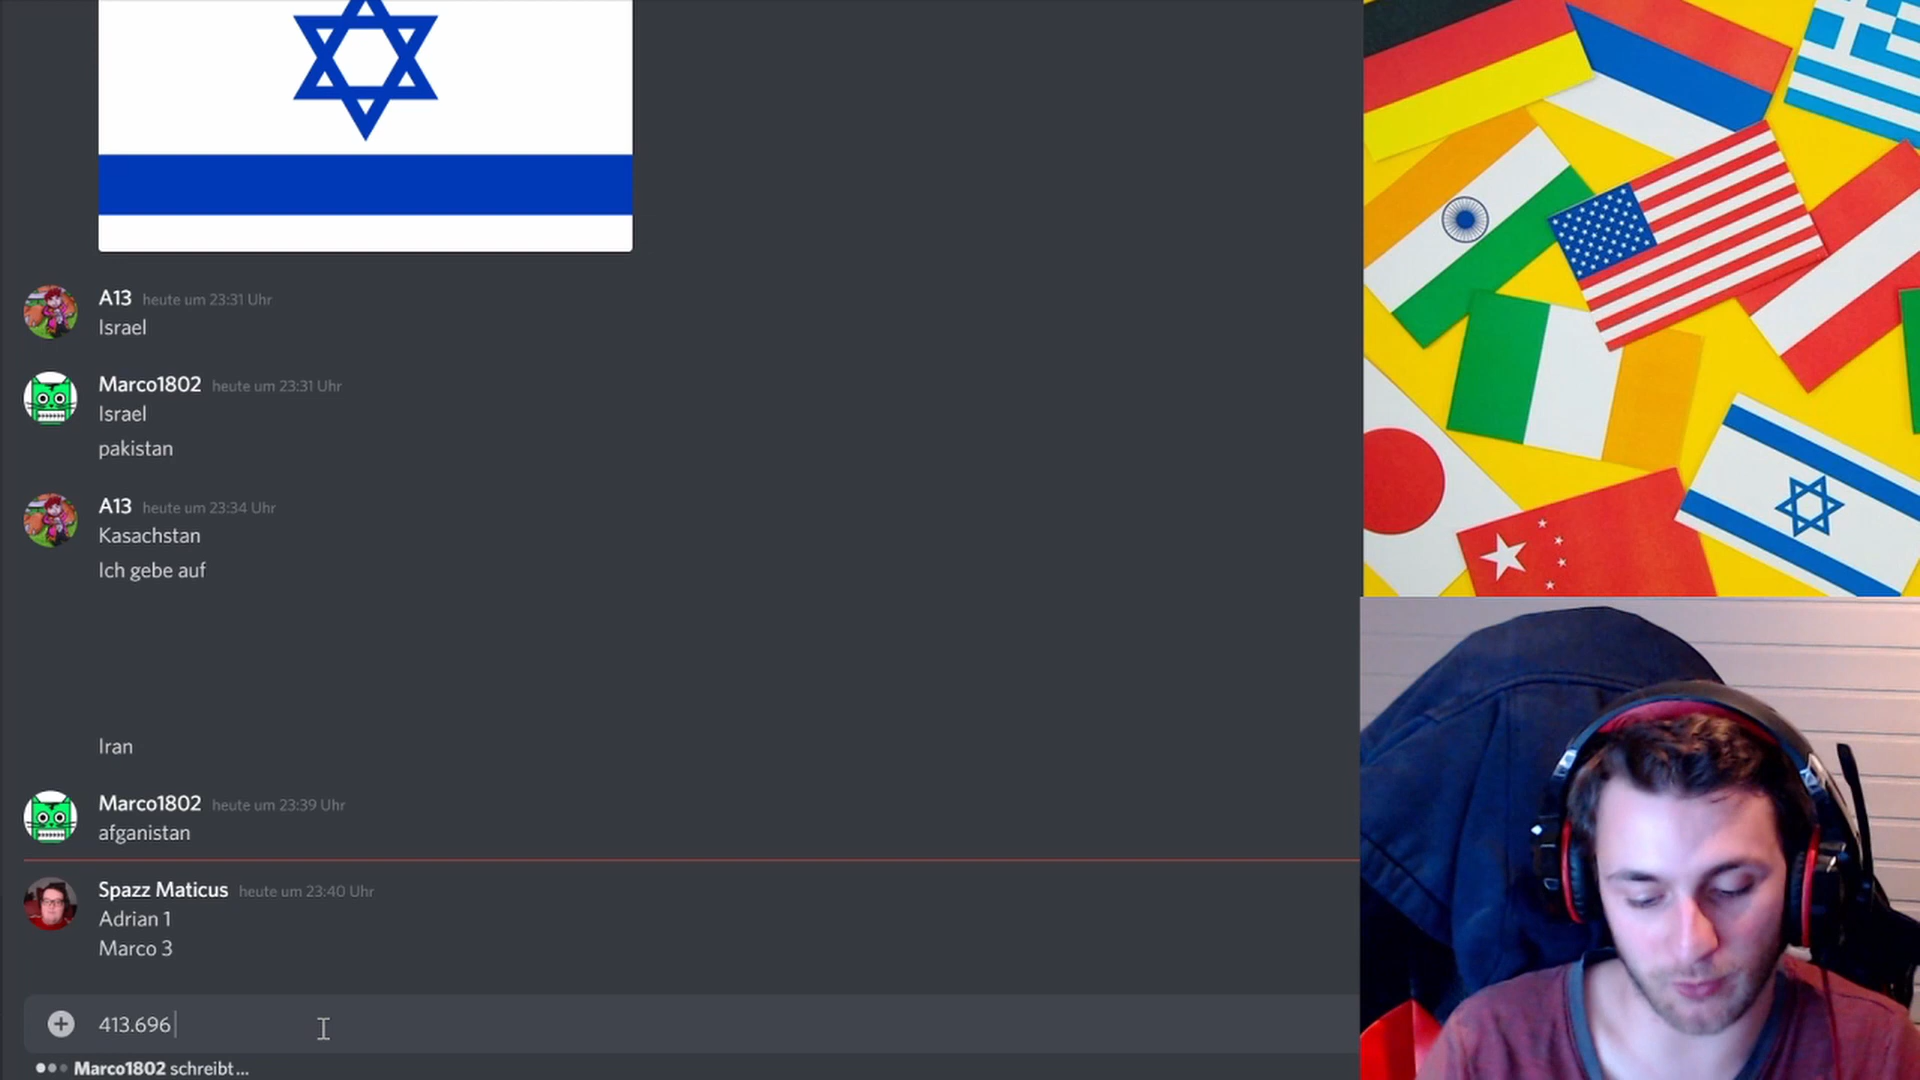 A13 heute um 23:31 Uhr
Israel
Marco1802 heute um 23:31 Uhr
Israel
pakistan
A13 heute um 23:34 Uhr
Kasachstan
Ich gebe auf
Iran
Marco1802 heute um 23:39 Uhr
afganistan
Spazz Maticus heute um 23:40 Uhr
Adrian 1
Marco 3
413.696
Marco1802 schreibt...